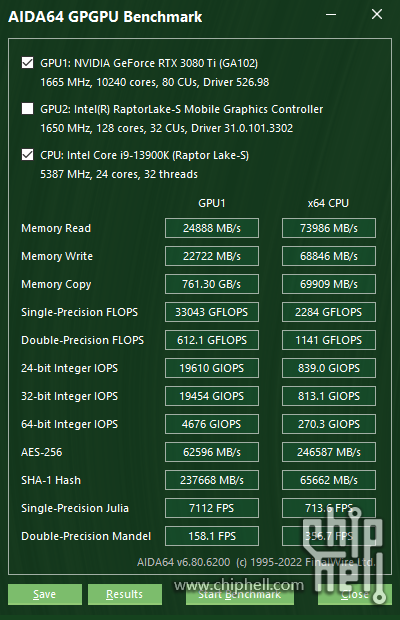 AIDA64 GPGPU Benchmark
GPU1: NVIDIA GeForce RTX 3080 Ti (GA102)
1665 MHz, 10240 cores, 80 CUs, Driver 526.98
GPU2: Intel(R) RaptorLake-S Mobile Graphics Controller
1650 MHz, 128 cores, 32 CUs, Driver 31.0.101.3302
CPU: Intel Core i9-13900K (Raptor Lake-S)
5387 MHz, 24 cores, 32 threads
GPU1 x64 CPU
Memory Read 24888 MB/s 73986 MB/s
Memory Write 22722 MB/s 68846 MB/s
Memory Copy 761.30 GB/s 69909 MB/s
Single-Precision FLOPS 33043 GFLOPS 2284 GFLOPS
Double-Precision FLOPS 612.1 GFLOPS 1141 GFLOPS
24-bit Integer IOPS 19610 GIOPS 839.0 GIOPS
32-bit Integer IOPS 19454 GIOPS 813.1 GIOPS
64-bit Integer IOPS 4676 GIOPS 270.3 GIOPS
AES-256 62596 MB/s 246587 MB/s
SHA-1 Hash 237668 MB/s 65662 MB/s
Single-Precision Julia 7112 FPS 713.6 FPS
Double-Precision Mandel 158.1 FPS 356.7 FPS
AIDA64 v6.80.6200 (c) 1995-2022 FinalWire Ltd.
chip hell
www.chiphell.com
Save Results Start Benchmark Close